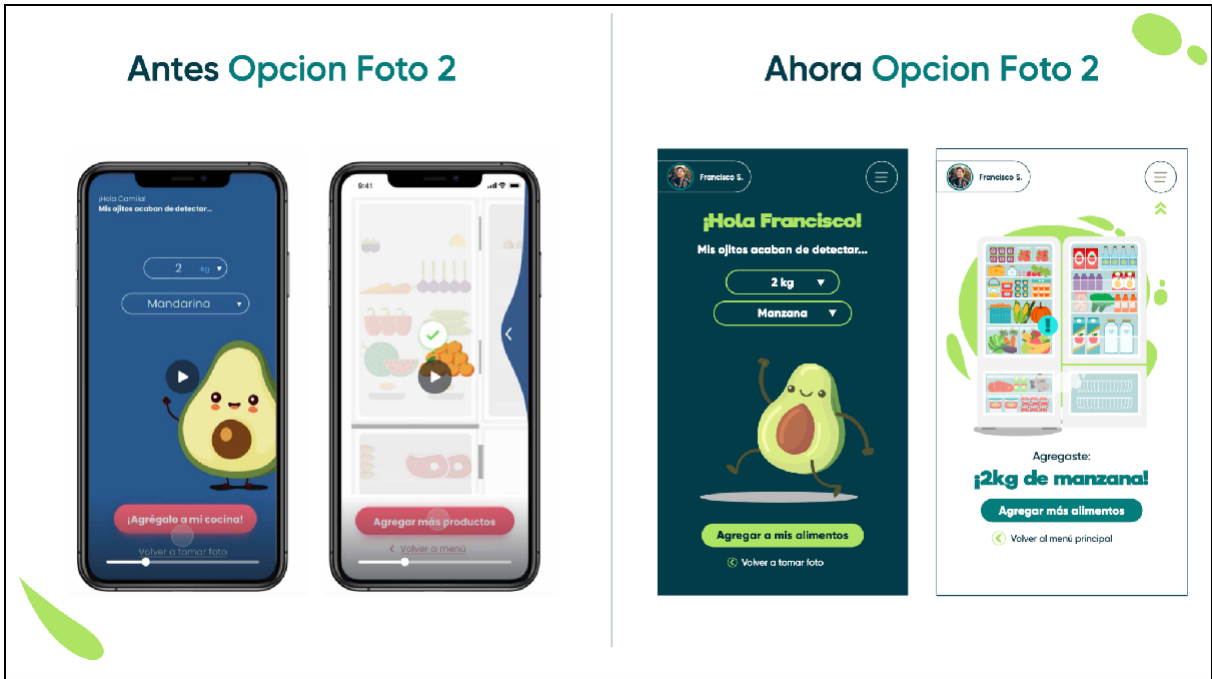 Antes Opcion Foto 2
¡Hola Camila!
Mis ojitos acaban de detectar...
2 kg
Mandarina
¡Agrégalo a mi cocina!
Volver a tomar foto
9:41
Agregar más productos
Volver a menú
Ahora Opcion Foto 2
Francisco S.
¡Hola Francisco!
Mis ojitos acaban de detectar...
2 kg
Manzana
Agregar a mis alimentos
Volver a tomar foto
Francisco S.
Agregaste:
¡2kg de manzana!
Agregar más alimentos
Volver al menú principal